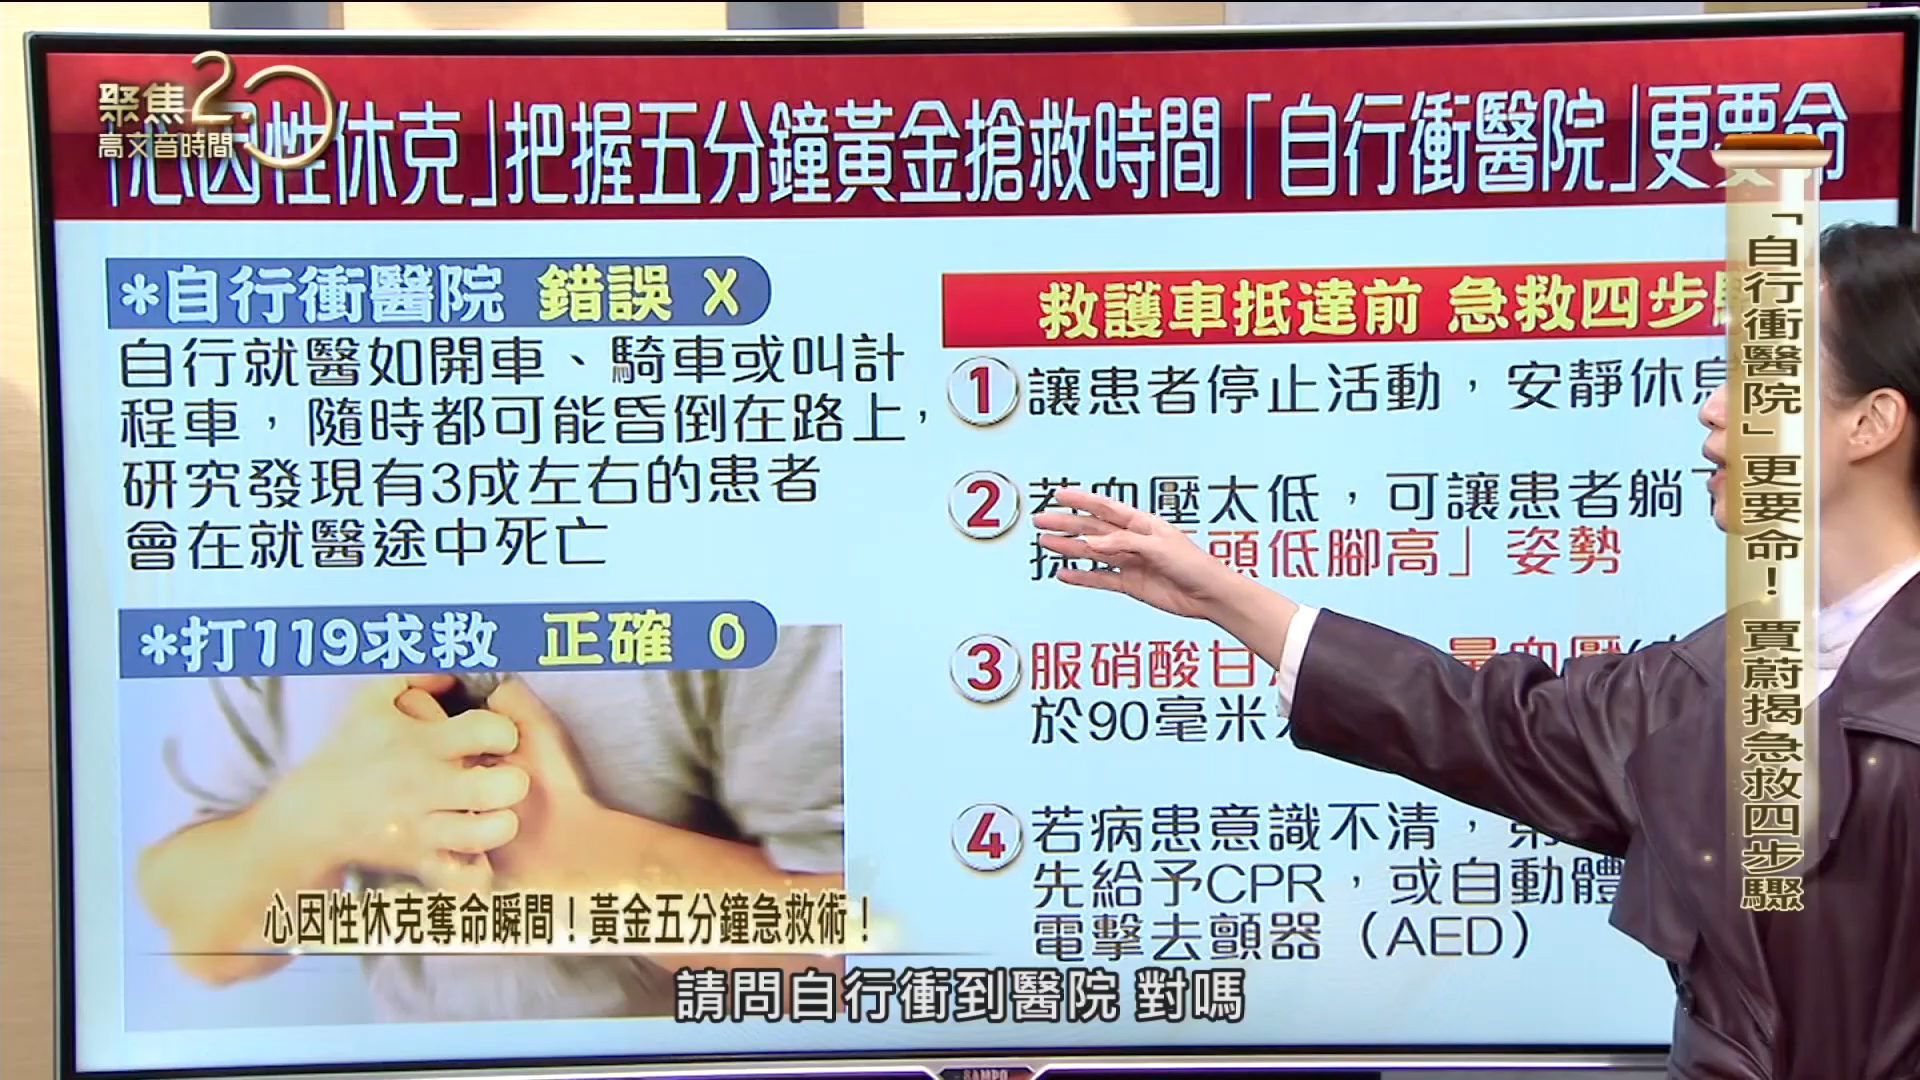 聚焦2.0
高文音時間
「心因性休克」把握五分鐘黃金搶救時間「自行衝醫院」更要命
*自行衝醫院 錯誤 X
自行就醫如開車、騎車或叫計
程車，隨時都可能昏倒在路上，
研究發現有3成左右的患者
會在就醫途中死亡
*打119求救 正確 O
救護車抵達前 急救四步
1 讓患者停止活動，安靜休息
2 若血壓太低，可讓患者躺下
頭低腳高」姿勢
3 服硝酸甘 量血壓
於90毫米
4 若病患意識不清，第
先給予CPR，或自動體
電擊去顫器（AED）
「自行衝醫院」更要命！賈蔚揭急救四步驟
心因性休克奪命瞬間！黃金五分鐘急救術！
請問自行衝到醫院 對嗎
SAMPO